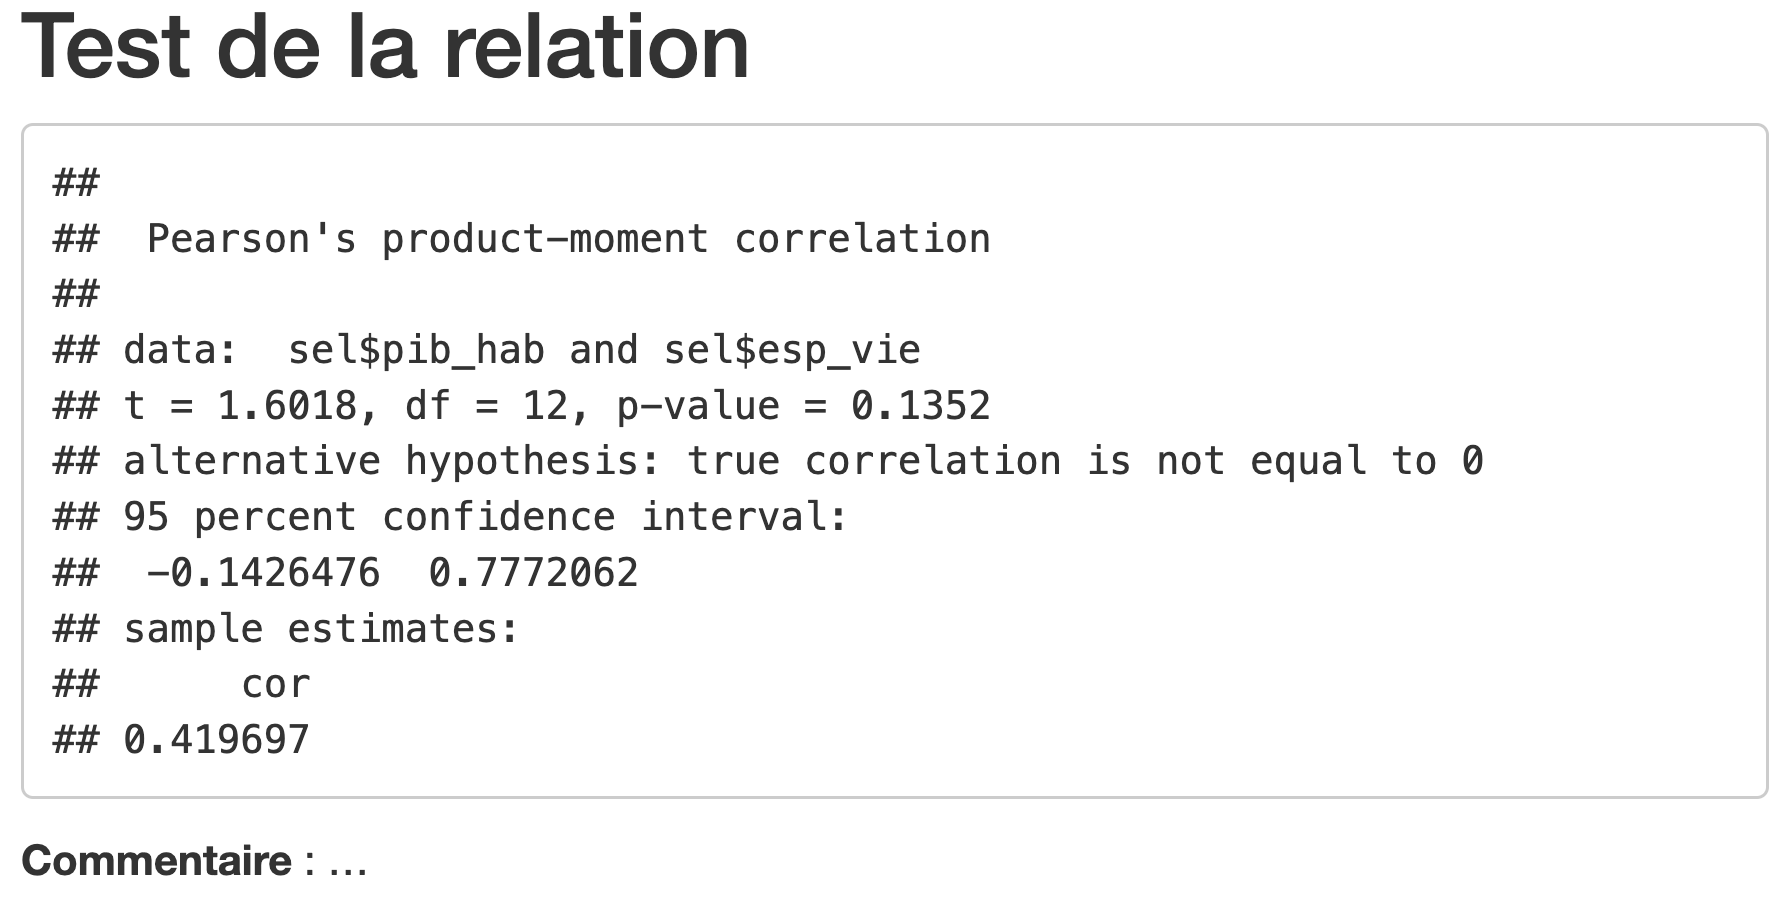 Test de la relation
##
##  Pearson's product-moment correlation
##
## data:  sel$pib_hab and sel$esp_vie
## t = 1.6018, df = 12, p-value = 0.1352
## alternative hypothesis: true correlation is not equal to 0
## 95 percent confidence interval:
##  -0.1426476  0.7772062
## sample estimates:
##      cor
## 0.419697
Commentaire : …